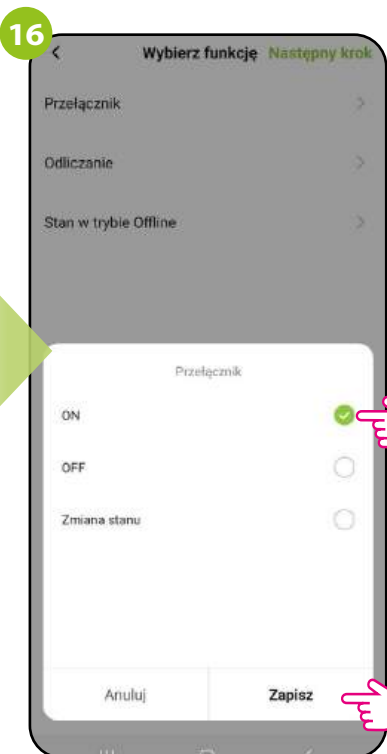 16
Wybierz funkcję Następny krok
Przełącznik
Odliczanie
Stan w trybie Offline
Przełącznik
ON
OFF
Zmiana stanu
Anuluj Zapisz